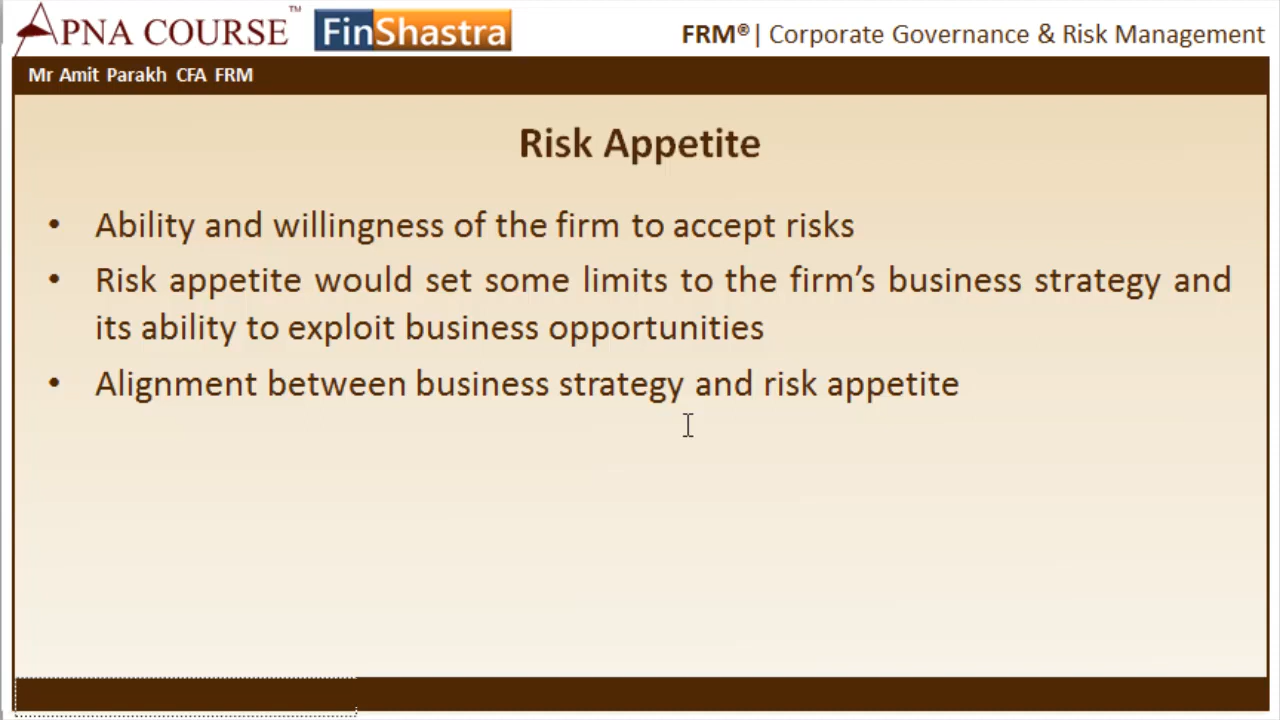 APNA COURSE™ FinShastra FRM®| Corporate Governance & Risk Management
Mr Amit Parakh CFA FRM
Risk Appetite
• Ability and willingness of the firm to accept risks
• Risk appetite would set some limits to the firm's business strategy and
its ability to exploit business opportunities
• Alignment between business strategy and risk appetite